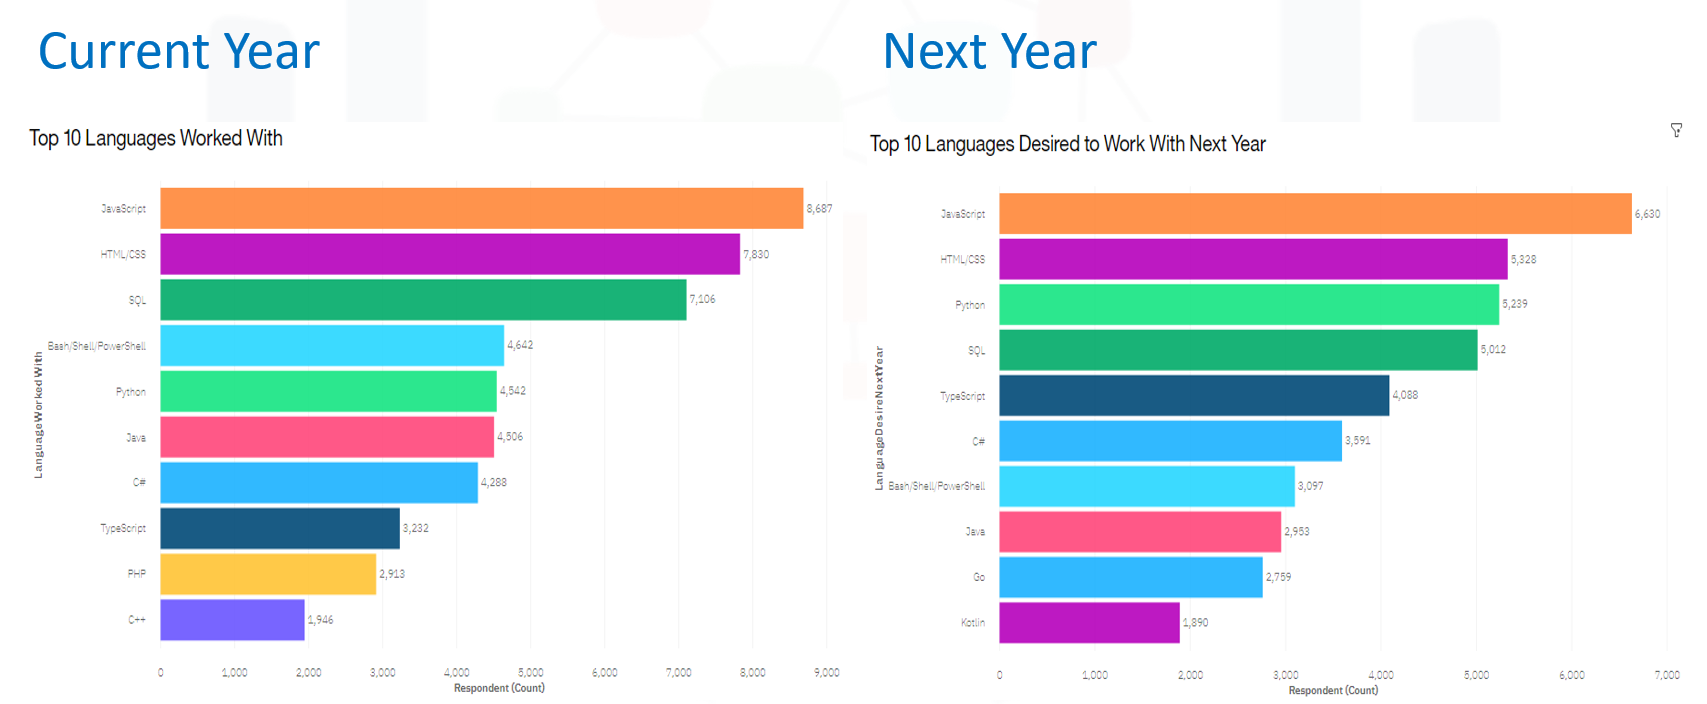 Current Year
Next Year
Top 10 Languages Worked With
LanguageWorkedWith
JavaScript
8,687
HTML/CSS
7,830
SQL
7,106
Bash/Shell/PowerShell
4,642
Python
4,542
Java
4,506
C#
4,288
TypeScript
3,232
PHP
2,913
C++
1,946
0 1,000 2,000 3,000 4,000 5,000 6,000 7,000 8,000 9,000
Respondent (Count)
Top 10 Languages Desired to Work With Next Year
LanguageDesireNextYear
JavaScript
6,630
HTML/CSS
5,328
Python
5,239
SQL
5,012
TypeScript
4,088
C#
3,591
Bash/Shell/PowerShell
3,097
Java
2,953
Go
2,759
Kotlin
1,890
0 1,000 2,000 3,000 4,000 5,000 6,000 7,000
Respondent (Count)